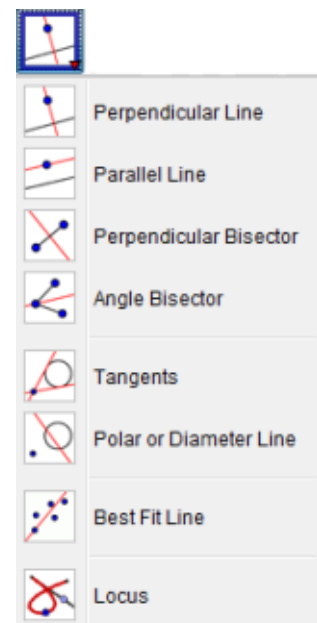 Perpendicular Line
Parallel Line
Perpendicular Bisector
Angle Bisector
Tangents
Polar or Diameter Line
Best Fit Line
Locus